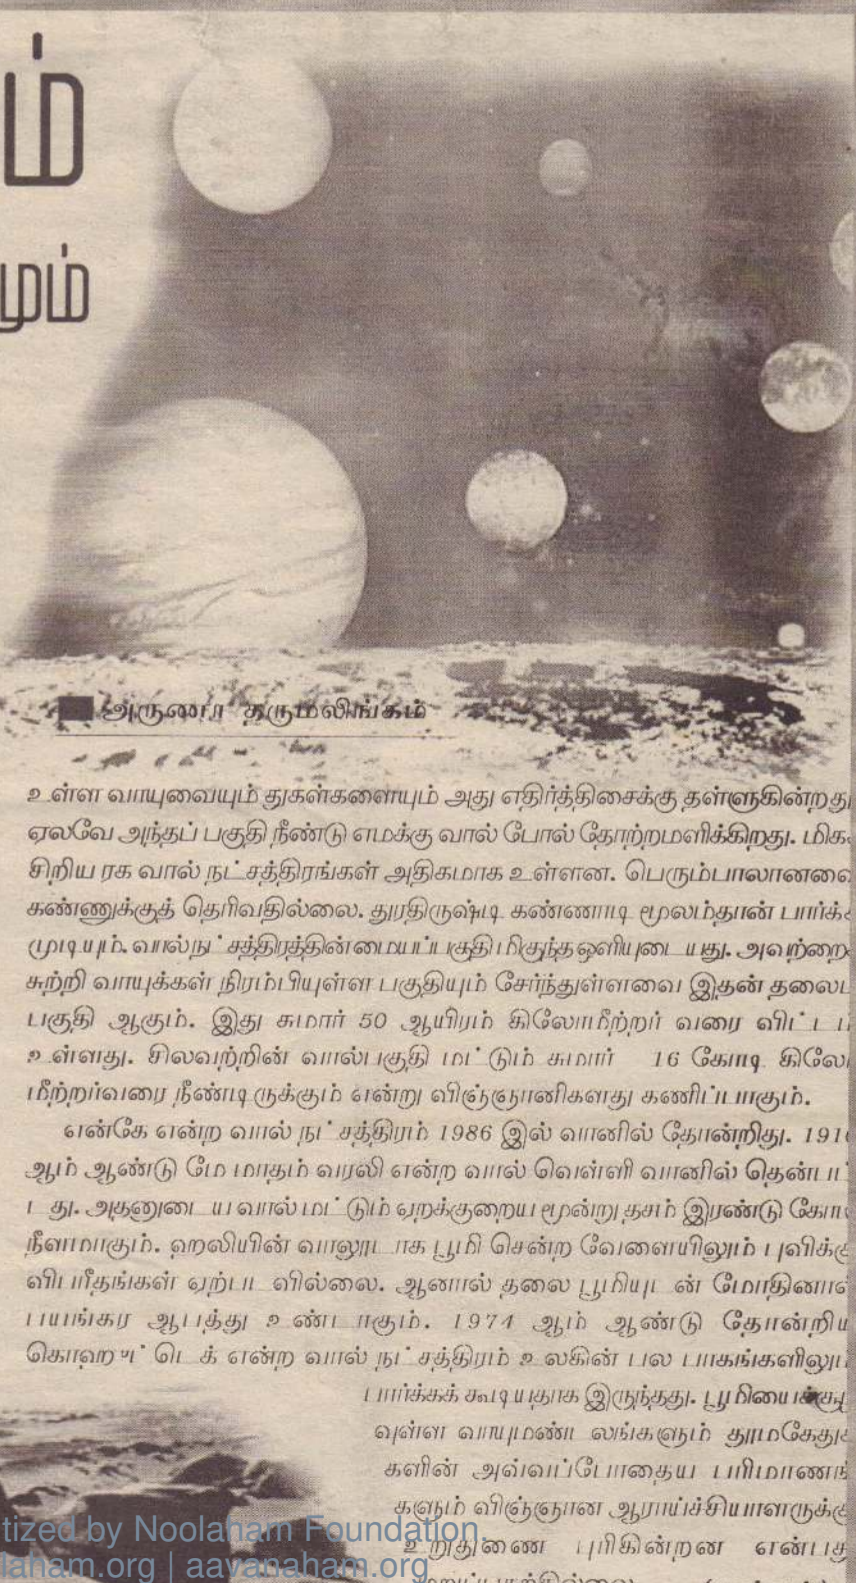 ம்
மும்
அருணா தருமலிங்கம்
உள்ள வாயுவையும் துகள்களையும் அது எதிர்த்திசைக்கு தள்ளுகின்றது
ஏலவே அந்தப் பகுதி நீண்டு எமக்கு வால் போல் தோற்றமளிக்கிறது. மிக
சிறிய ரக வால் நட்சத்திரங்கள் அதிகமாக உள்ளன. பெரும்பாலானவை
கண்ணுக்குத் தெரிவதில்லை. தூரதிருஷ்டி கண்ணாடி மூலம்தான் பார்க்க
முடியும். வால்நட்சத்திரத்தின் மையப்பகுதி மிகுந்த ஒளியுடையது. அவற்றை
சுற்றி வாயுக்கள் நிரம்பியுள்ள பகுதியும் சேர்ந்துள்ளவை இதன் தலைப்
பகுதி ஆகும். இது சுமார் 50 ஆயிரம் கிலோமீற்றர் வரை விட்டம்
உள்ளது. சிலவற்றின் வால்பகுதி மட்டும் சுமார் 16 கோடி கிலோ
மீற்றர்வரை நீண்டிருக்கும் என்று விஞ்ஞானிகளது கணிப்பாகும்.
என்கே என்ற வால் நட்சத்திரம் 1986 இல் வானில் தோன்றிது. 1910
ஆம் ஆண்டு மே மாதம் வரலி என்ற வால் வெள்ளி வானில் தென்பட்
டது. அதனுடைய வால் மட்டும் ஏறக்குறைய மூன்று தசம் இரண்டு கோடி
நீளமாகும். ஹலியின் வாலூடாக பூமி சென்ற வேளையிலும் புவிக்கு
விபரீதங்கள் ஏற்படவில்லை. ஆனால் தலை பூமியுடன் மோதினால்
பயங்கர ஆபத்து உண்டாகும். 1974 ஆம் ஆண்டு தோன்றிய
என்ற வால் நட்சத்திரம் உலகின் பல பாகங்களிலும்
பார்க்கக் கூடியதாக இருந்தது.
வுள்ள வாயுமண்டலங்களும் தூமகேதுக்
களின் அவ்வப்போதைய பரிமாணங்
களும் விஞ்ஞான ஆராய்ச்சியாளருக்கு
உறுதிணை புரிகின்றன என்பது
tized by Noolaham Foundation.
laham.org | aavanaham.org